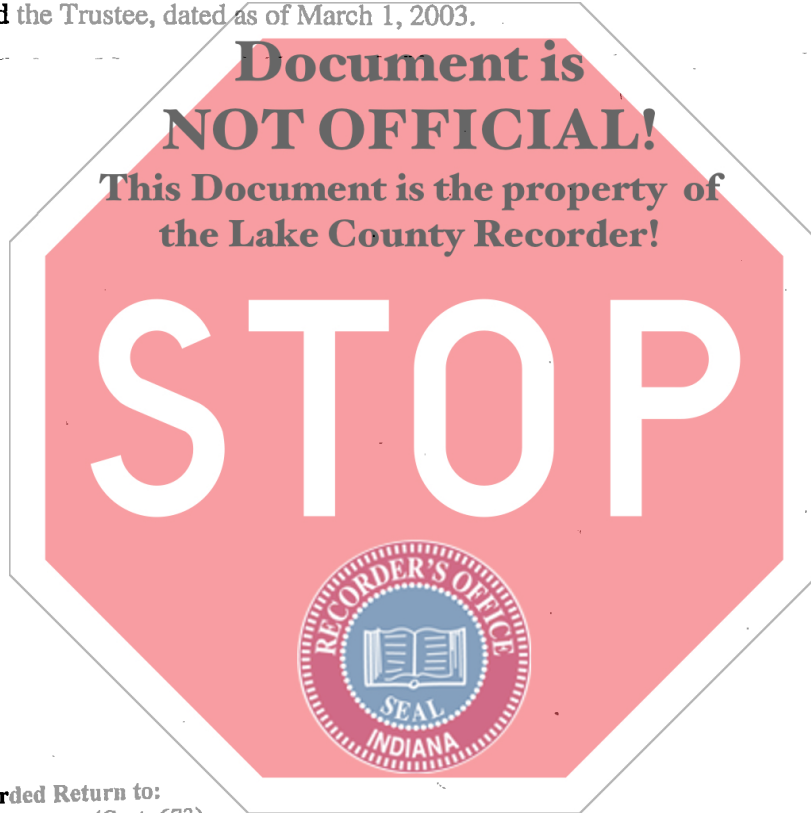 the Trustee, dated as of March 1, 2003.
Document is
NOT OFFICIAL!
This Document is the property of
the Lake County Recorder!
STOP
RECORDER'S OFFICE
SEAL
INDIANA
rded Return to: